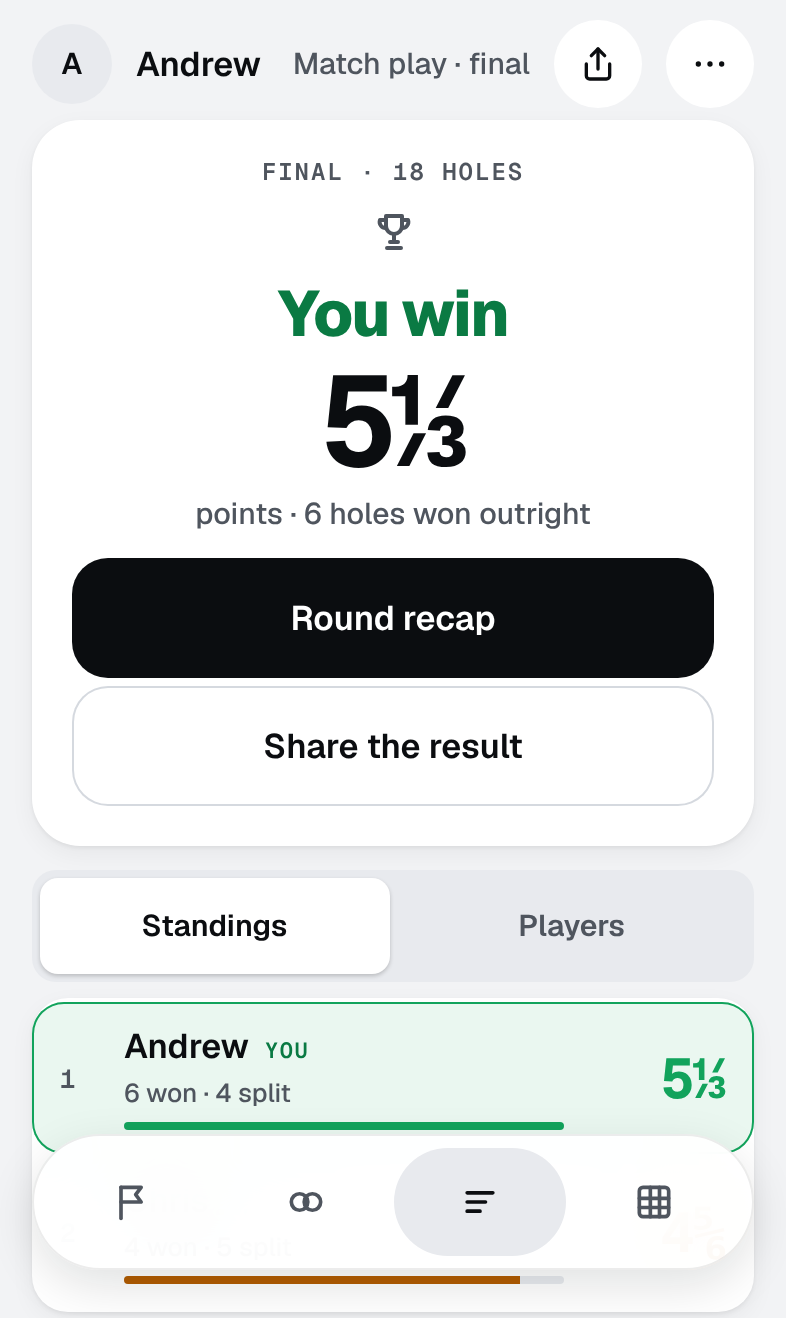 A Andrew Match play · final
FINAL · 18 HOLES
You win
5⅓
points · 6 holes won outright
Round recap
Share the result
Standings Players
Andrew YOU
1 5⅓
6 won · 4 split
4 won · 5 split